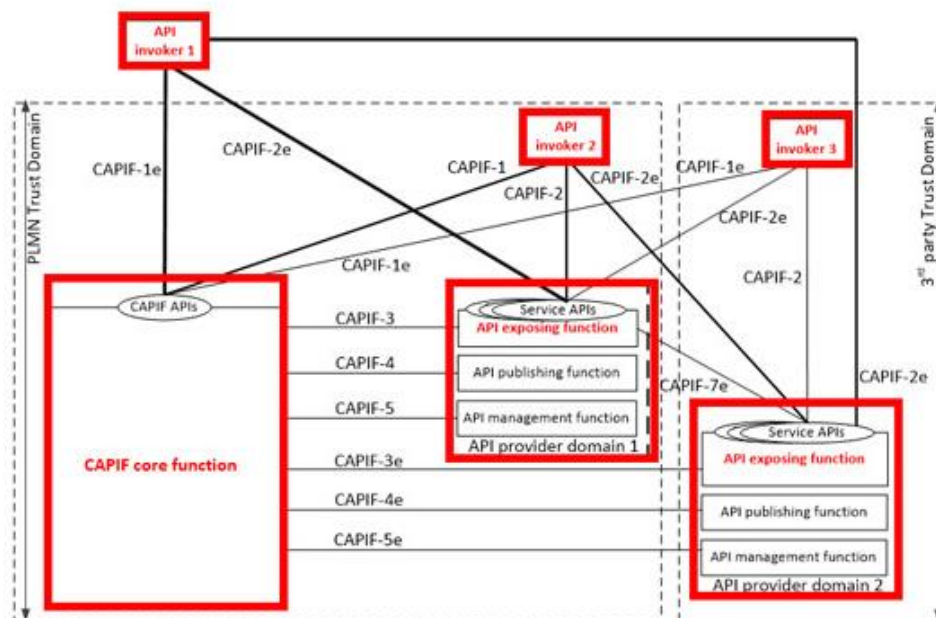 API
invoker 1
PLMN Trust Domain
3rd party Trust Domain
API
invoker 2
API
invoker 3
CAPIF-1e
CAPIF-2e
CAPIF-1
CAPIF-2
CAPIF-2e
CAPIF-1e
CAPIF-2e
CAPIF-1e
CAPIF-2
CAPIF APIs
Service APIs
CAPIF-3
API exposing function
CAPIF-4
API publishing function
CAPIF-7e
CAPIF-2e
CAPIF-5
API management function
API provider domain 1
Service APIs
CAPIF core function
CAPIF-3e
API exposing function
CAPIF-4e
API publishing function
CAPIF-5e
API management function
API provider domain 2